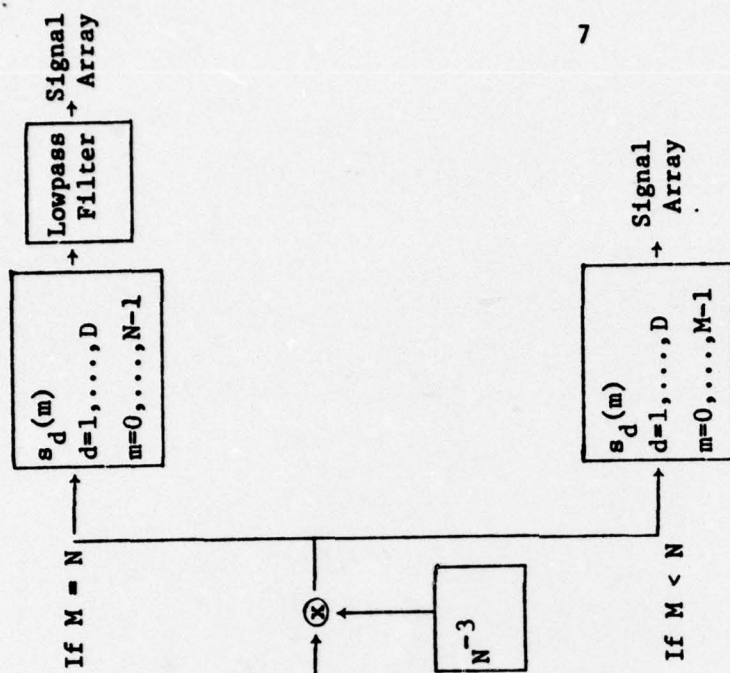 7
If M = N
s_d(m)
d=1,...,D
m=0,...,N-1
Lowpass
Filter
Signal
Array
X
N^-3
If M < N
s_d(m)
d=1,...,D
m=0,...,M-1
Signal
Array